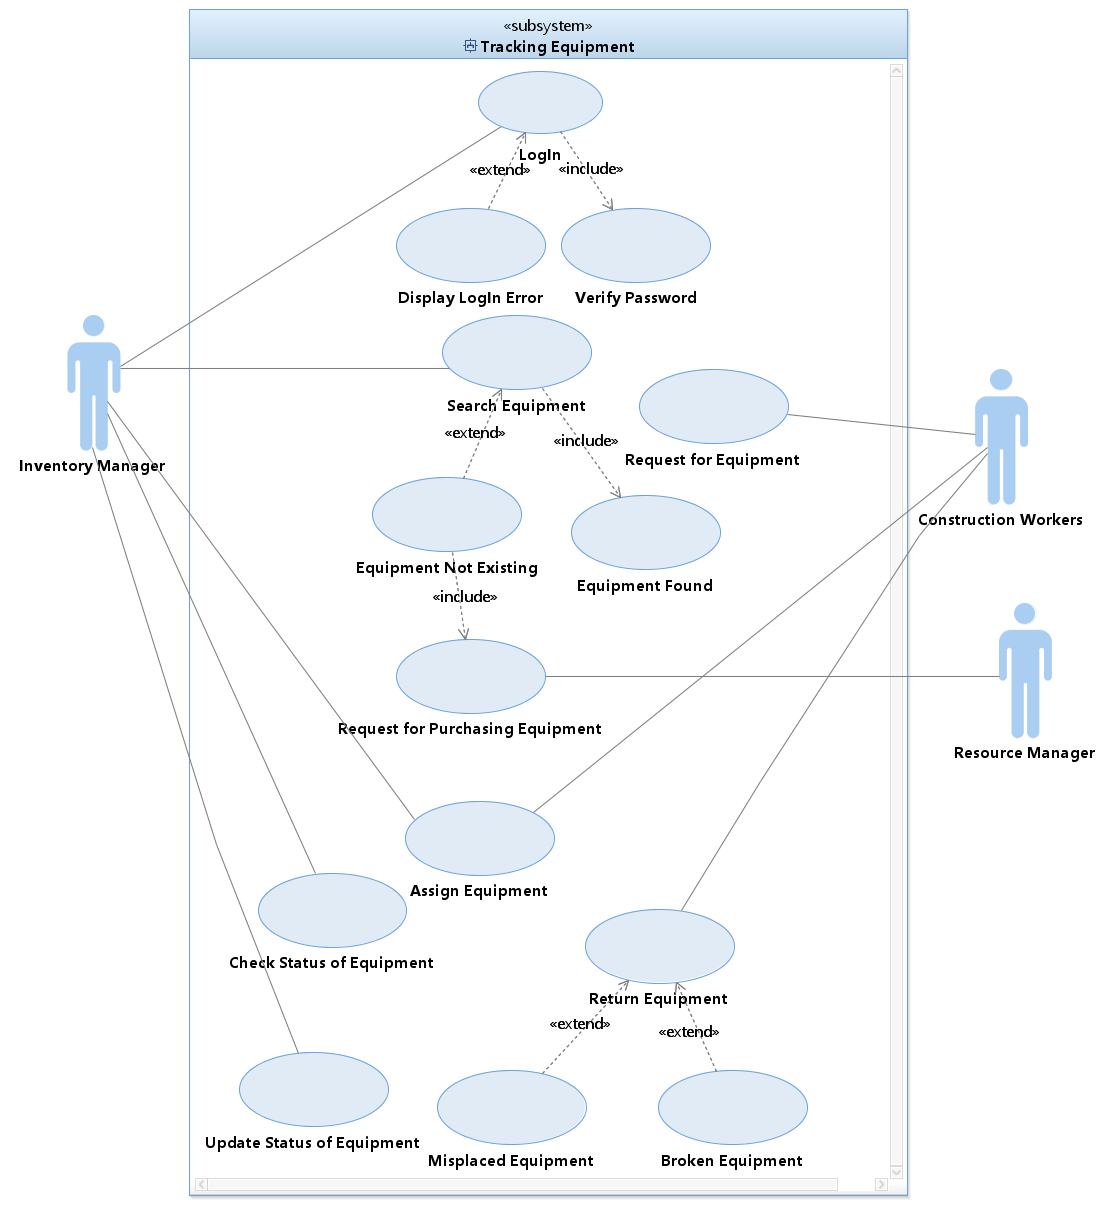 «subsystem»
Tracking Equipment
LogIn
«extend»
«include»
Display LogIn Error
Verify Password
Search Equipment
«extend»
«include»
Request for Equipment
Inventory Manager
Construction Workers
Equipment Not Existing
Equipment Found
«include»
Request for Purchasing Equipment
Resource Manager
Assign Equipment
Check Status of Equipment
Return Equipment
«extend»
«extend»
Update Status of Equipment
Misplaced Equipment
Broken Equipment